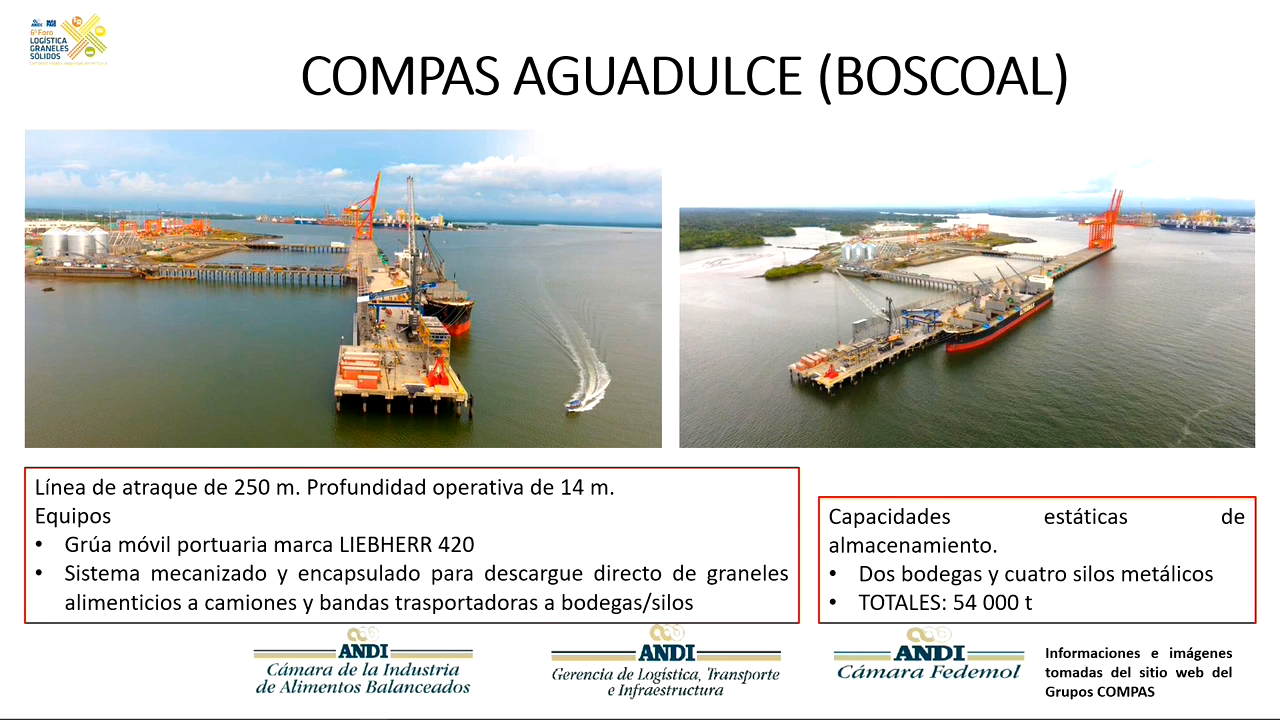 ANDI
6º Foro
LOGÍSTICA
GRANELES
SÓLIDOS
COMPAS AGUADULCE (BOSCOAL)
Línea de atraque de 250 m. Profundidad operativa de 14 m.
Equipos
• Grúa móvil portuaria marca LIEBHERR 420
• Sistema mecanizado y encapsulado para descargue directo de graneles
alimenticios a camiones y bandas trasportadoras a bodegas/silos
Capacidades estáticas de
almacenamiento.
• Dos bodegas y cuatro silos metálicos
• TOTALES: 54 000 t
ANDI
Cámara de la Industria
de Alimentos Balanceados
ANDI
Gerencia de Logística, Transporte
e Infraestructura
ANDI
Cámara Fedemol
Informaciones e imágenes
tomadas del sitio web del
Grupos COMPAS